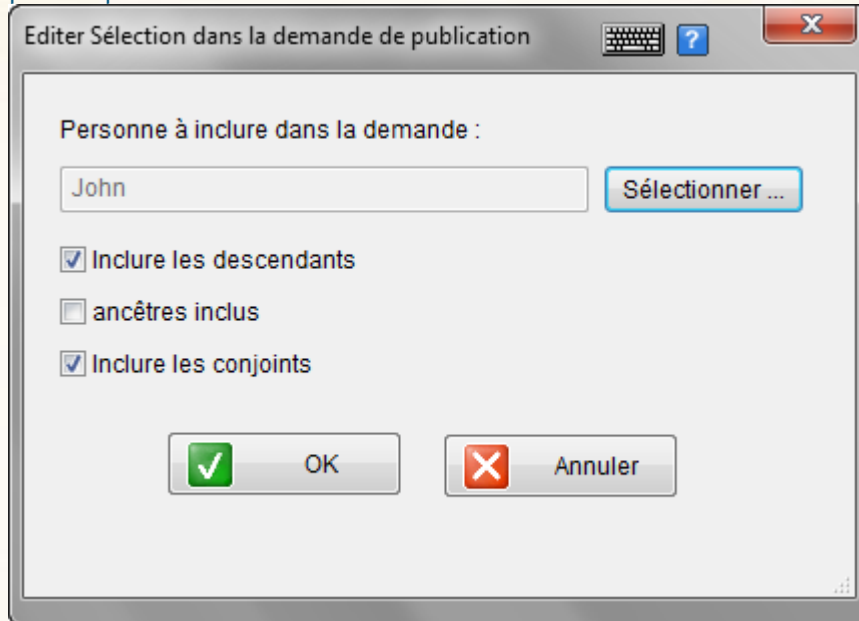 Editer Sélection dans la demande de publication
?
Personne à inclure dans la demande :
John
Sélectionner ...
Inclure les descendants
ancêtres inclus
Inclure les conjoints
OK
Annuler